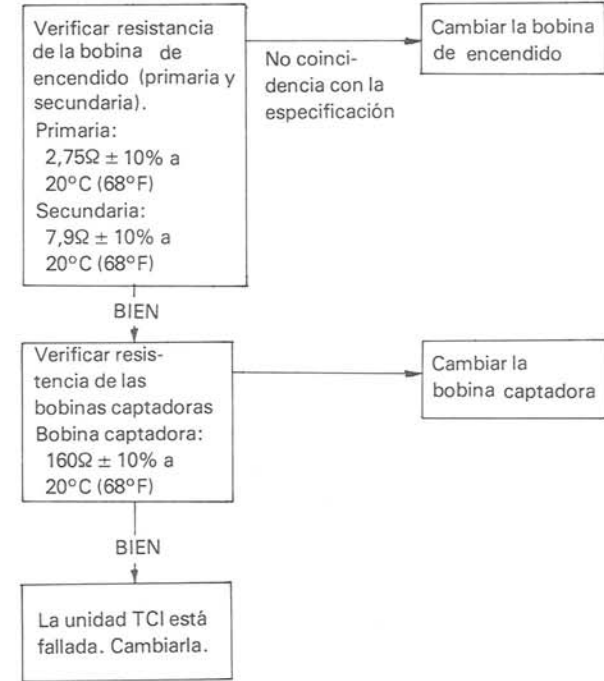 Verificar resistancia
de la bobina de
encendido (primaria y
secundaria).
Primaria:
2,75Ω ± 10% a
20°C (68°F)
Secundaria:
7,9Ω ± 10% a
20°C (68°F)
No coinci-
dencia con la
especificación
Cambiar la bobina
de encendido
BIEN
Verificar resis-
tencia de las
bobinas captadoras
Bobina captadora:
160Ω ± 10% a
20°C (68°F)
Cambiar la
bobina captadora
BIEN
La unidad TCI está
fallada. Cambiarla.